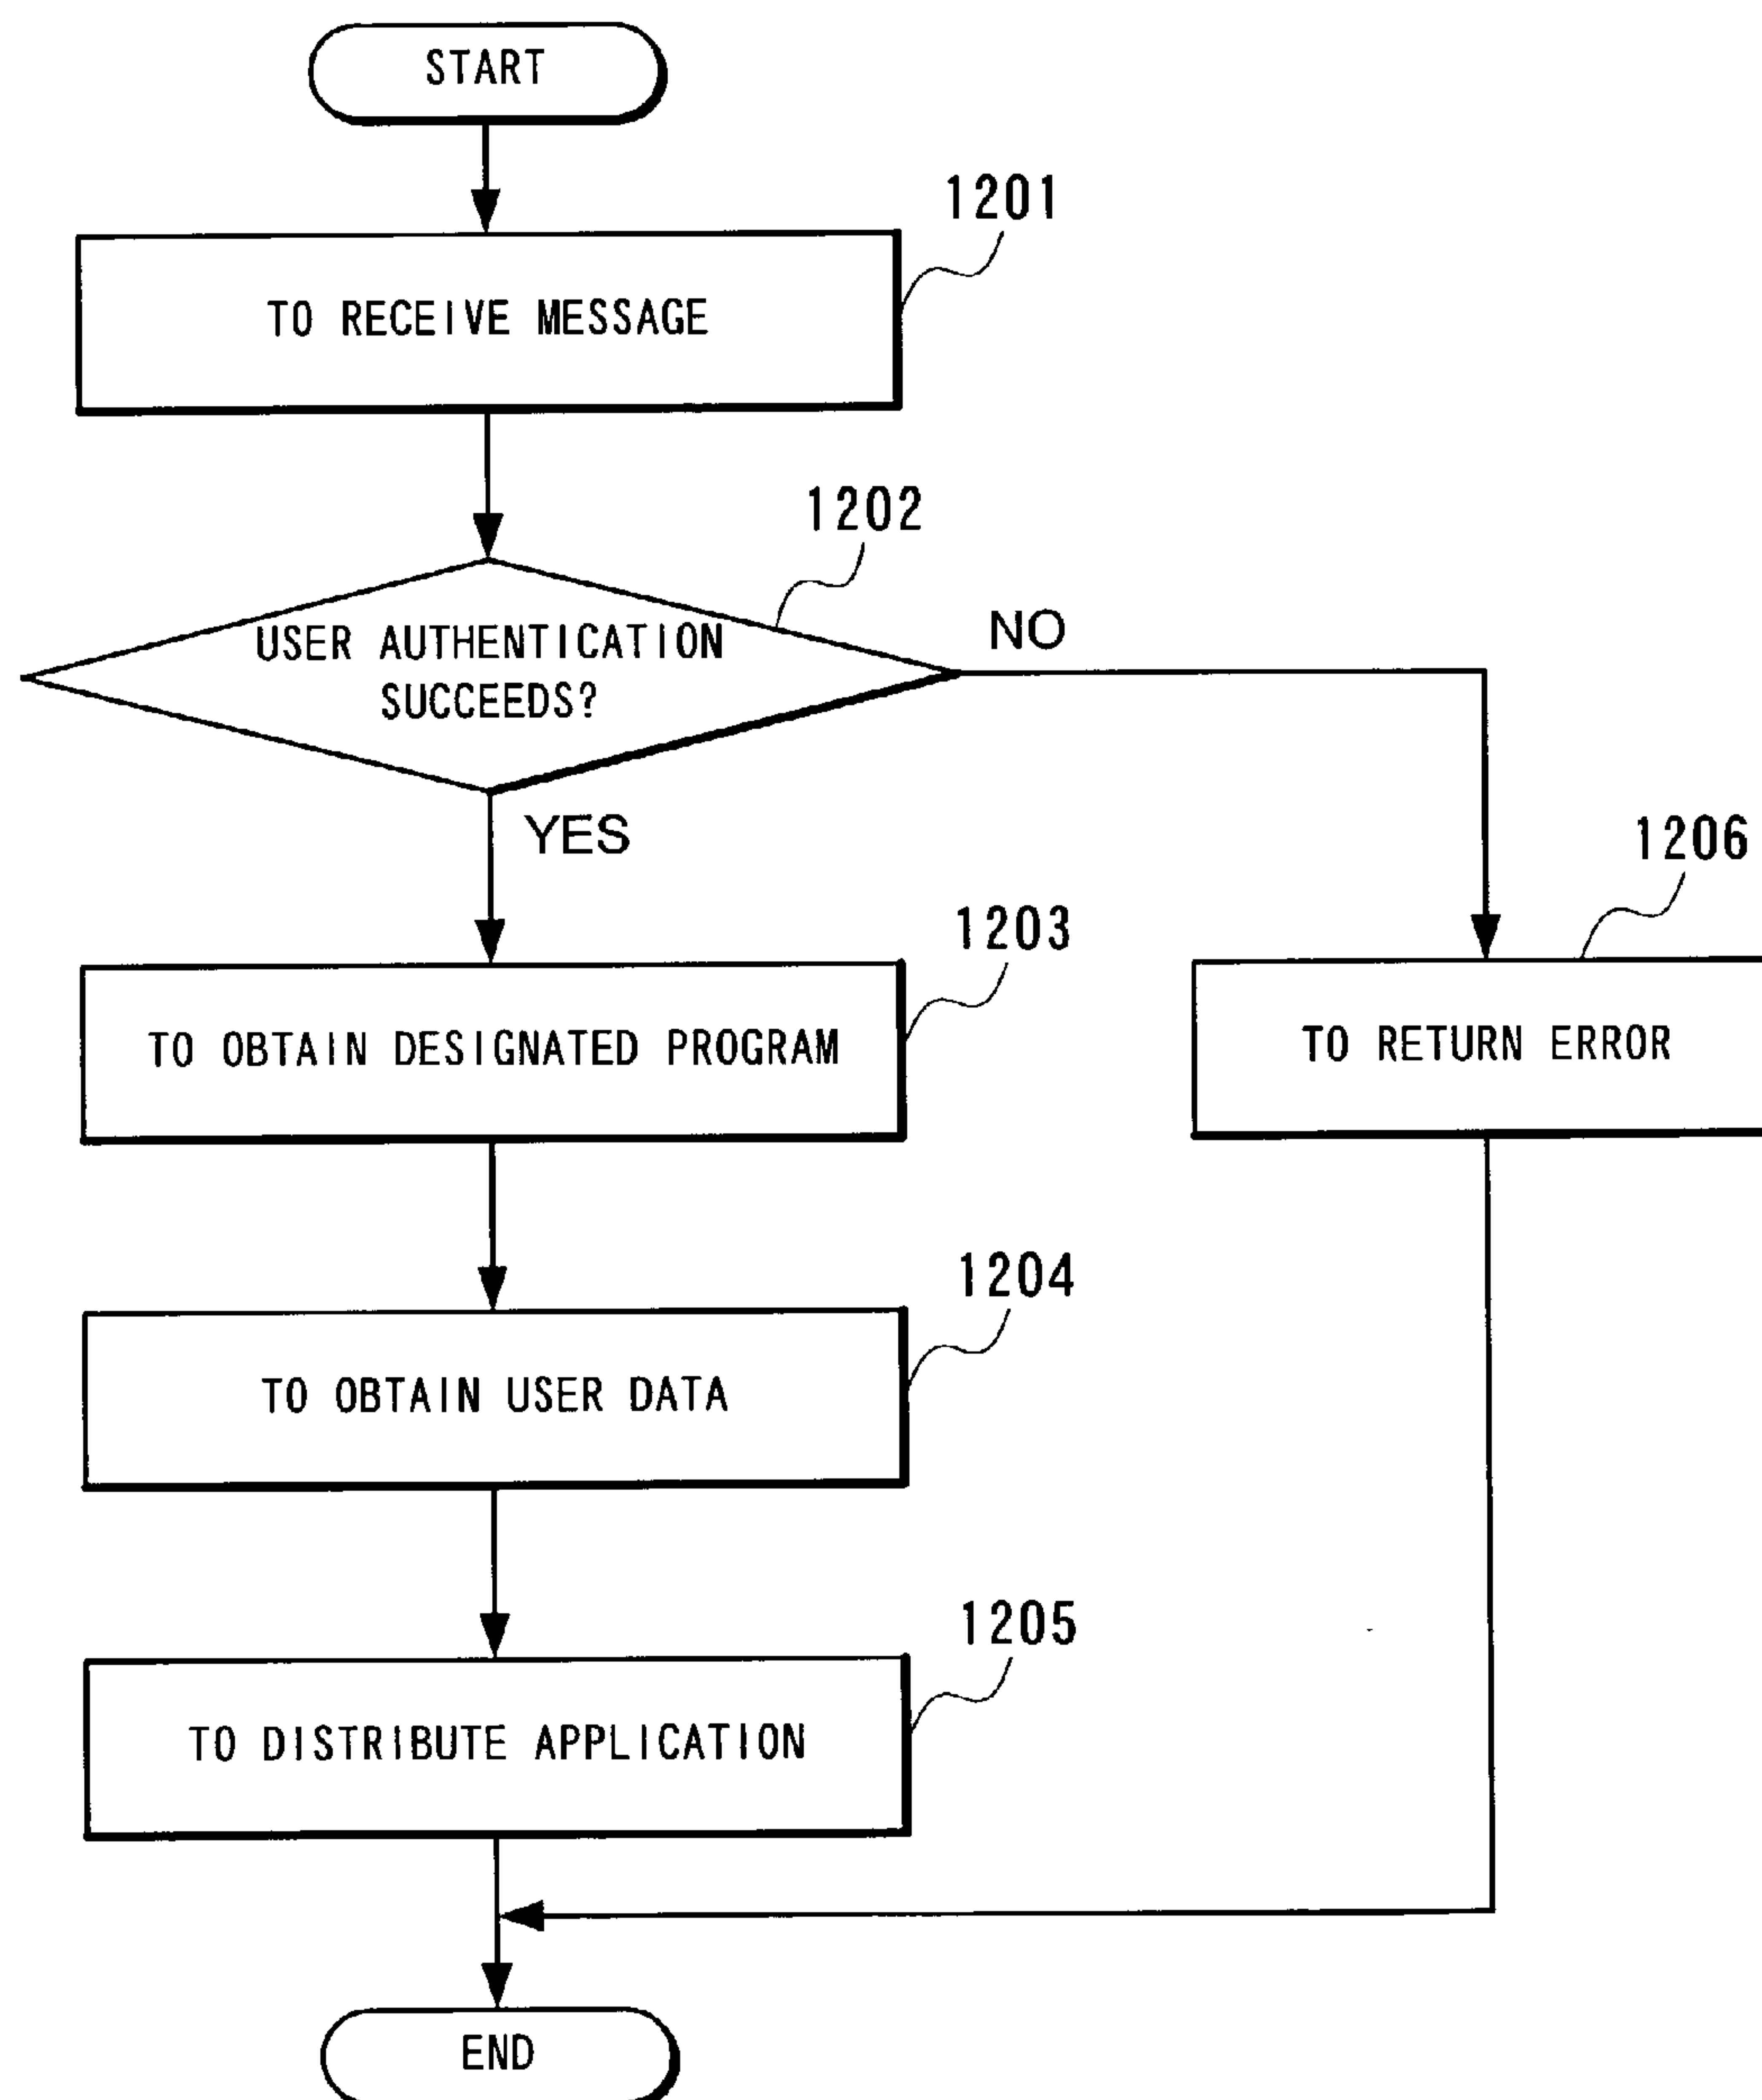 START
1201
TO RECEIVE MESSAGE
1202
USER AUTHENTICATION
SUCCEEDS?
NO
YES
1206
1203
TO OBTAIN DESIGNATED PROGRAM
TO RETURN ERROR
1204
TO OBTAIN USER DATA
1205
TO DISTRIBUTE APPLICATION
END